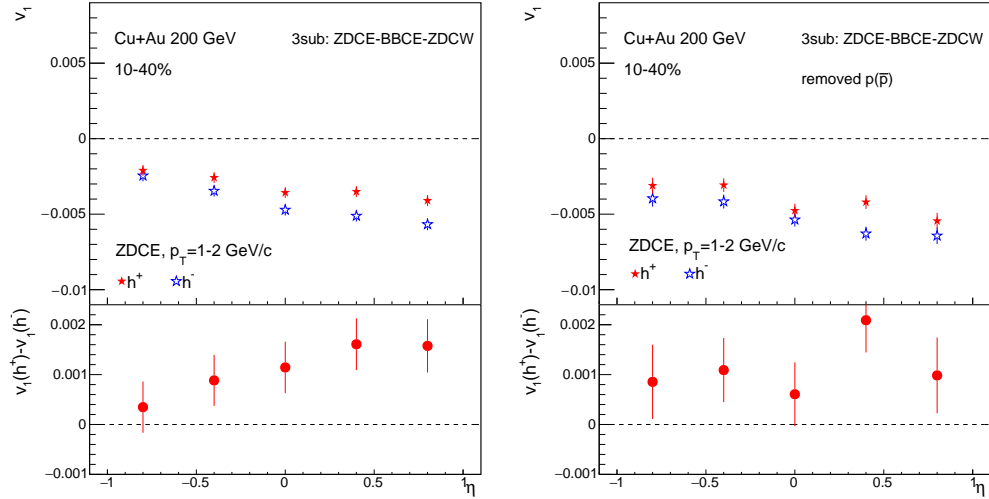 v₁
Cu+Au 200 GeV
3sub: ZDCE-BBCE-ZDCW
10-40%
0.005
0
−0.005
ZDCE, p_T=1-2 GeV/c
h⁺ h⁻
−0.01
v₁(h⁺)-v₁(h⁻)
0.002
0.001
0
−0.001
−1 −0.5 0 0.5 1
η
v₁
Cu+Au 200 GeV
3sub: ZDCE-BBCE-ZDCW
10-40%
removed p(p̅)
0.005
0
−0.005
ZDCE, p_T=1-2 GeV/c
h⁺ h⁻
−0.01
v₁(h⁺)-v₁(h⁻)
0.002
0.001
0
−0.001
−1 −0.5 0 0.5 1
η